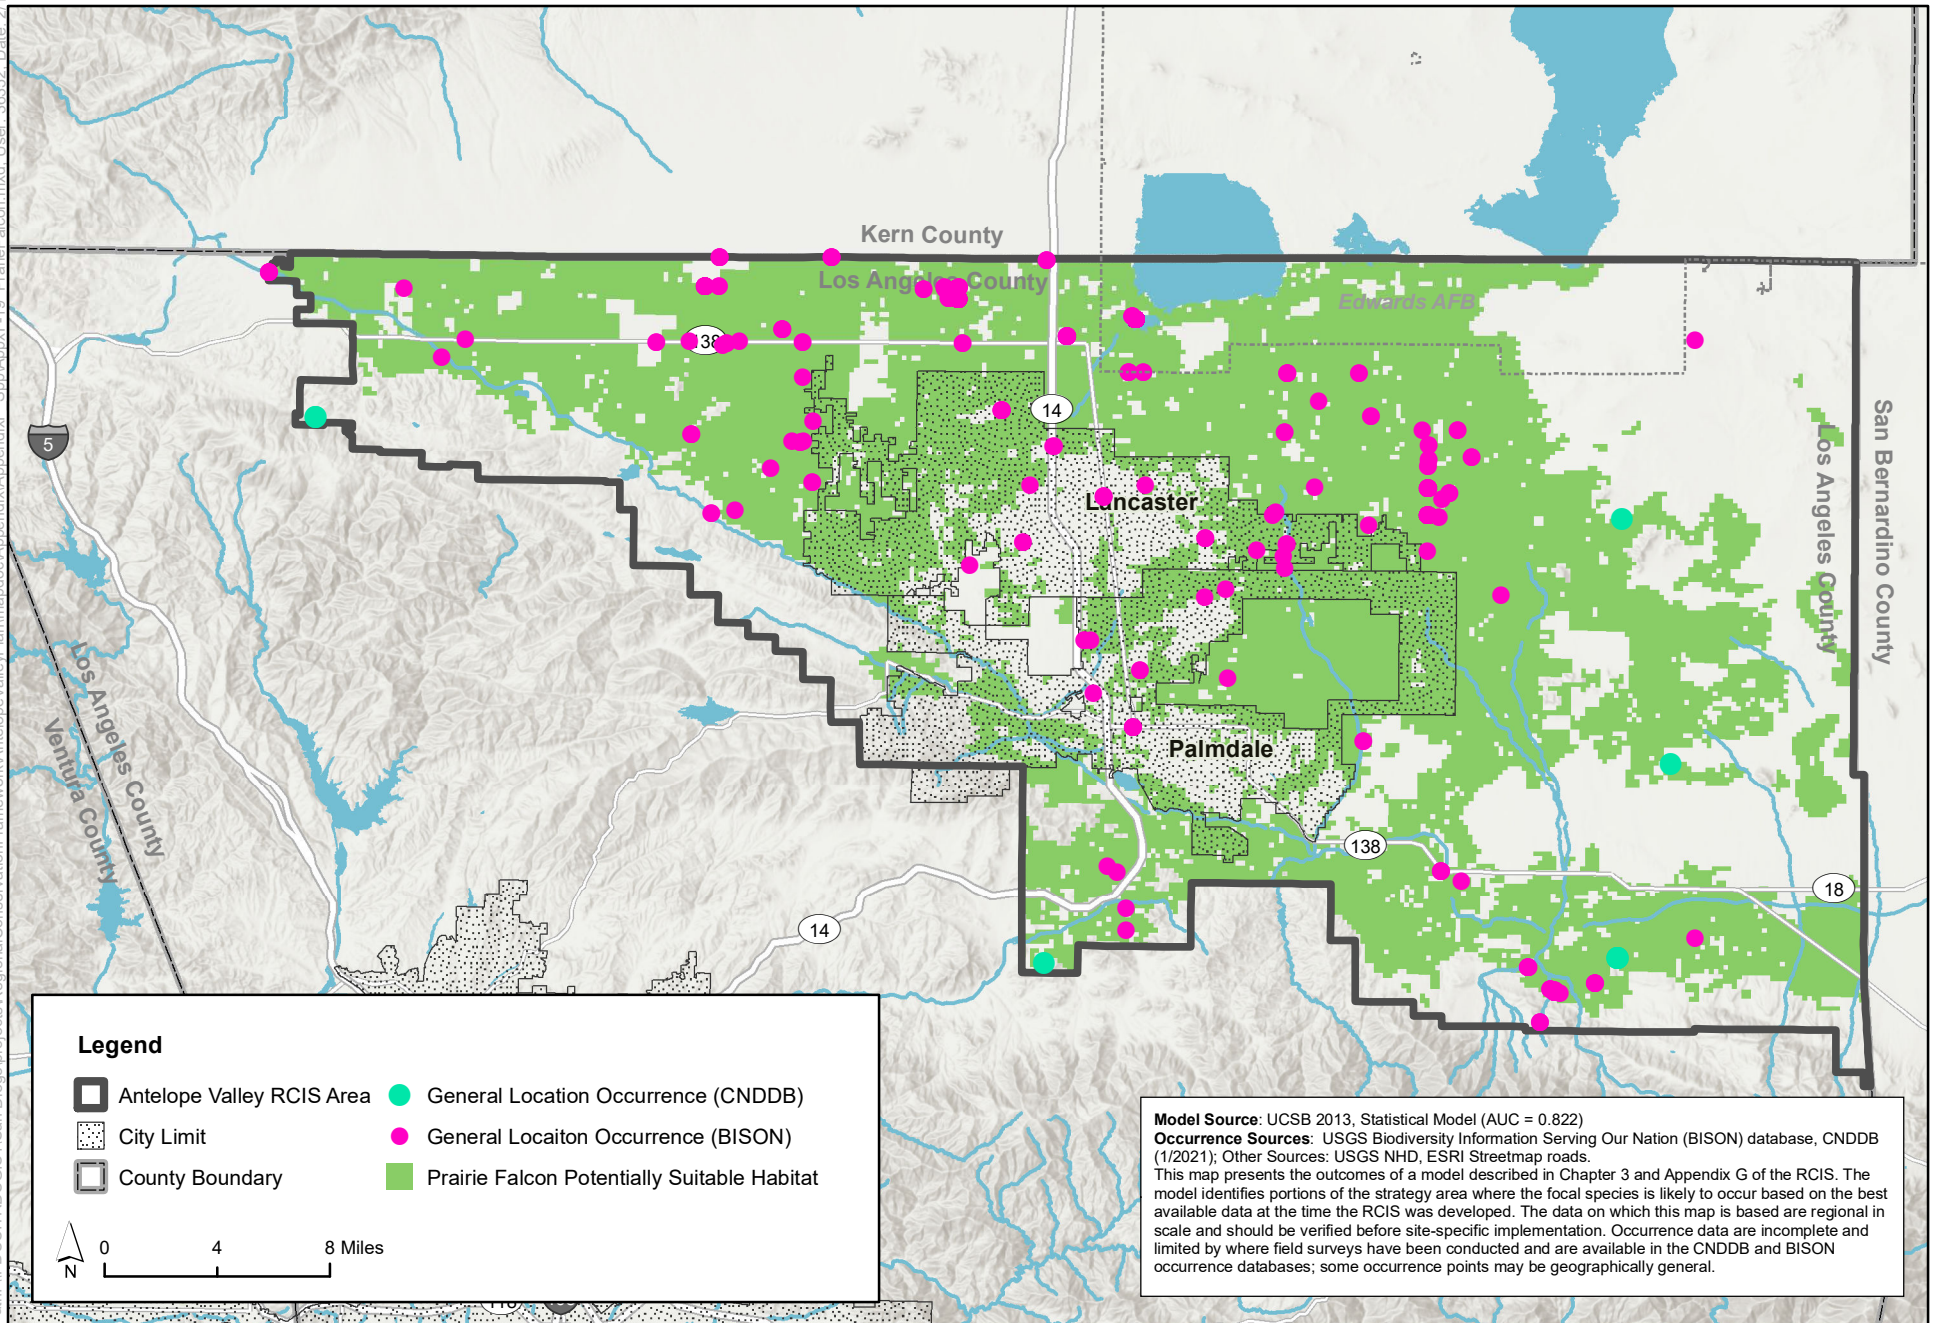 Kern County
Los Angeles County
Edwards AFB
138
14
5
Lancaster
San Bernardino County
Los Angeles County
Los Angeles County
Ventura County
Palmdale
138
18
14
Legend
Antelope Valley RCIS Area
General Location Occurrence (CNDDB)
City Limit
General Locaiton Occurrence (BISON)
County Boundary
Prairie Falcon Potentially Suitable Habitat
N
0 4 8 Miles
Model Source: UCSB 2013, Statistical Model (AUC = 0.822)
Occurrence Sources: USGS Biodiversity Information Serving Our Nation (BISON) database, CNDDB
(1/2021); Other Sources: USGS NHD, ESRI Streetmap roads.
This map presents the outcomes of a model described in Chapter 3 and Appendix G of the RCIS. The
model identifies portions of the strategy area where the focal species is likely to occur based on the best
available data at the time the RCIS was developed. The data on which this map is based are regional in
scale and should be verified before site-specific implementation. Occurrence data are incomplete and
limited by where field surveys have been conducted and are available in the CNDDB and BISON
occurrence databases; some occurrence points may be geographically general.